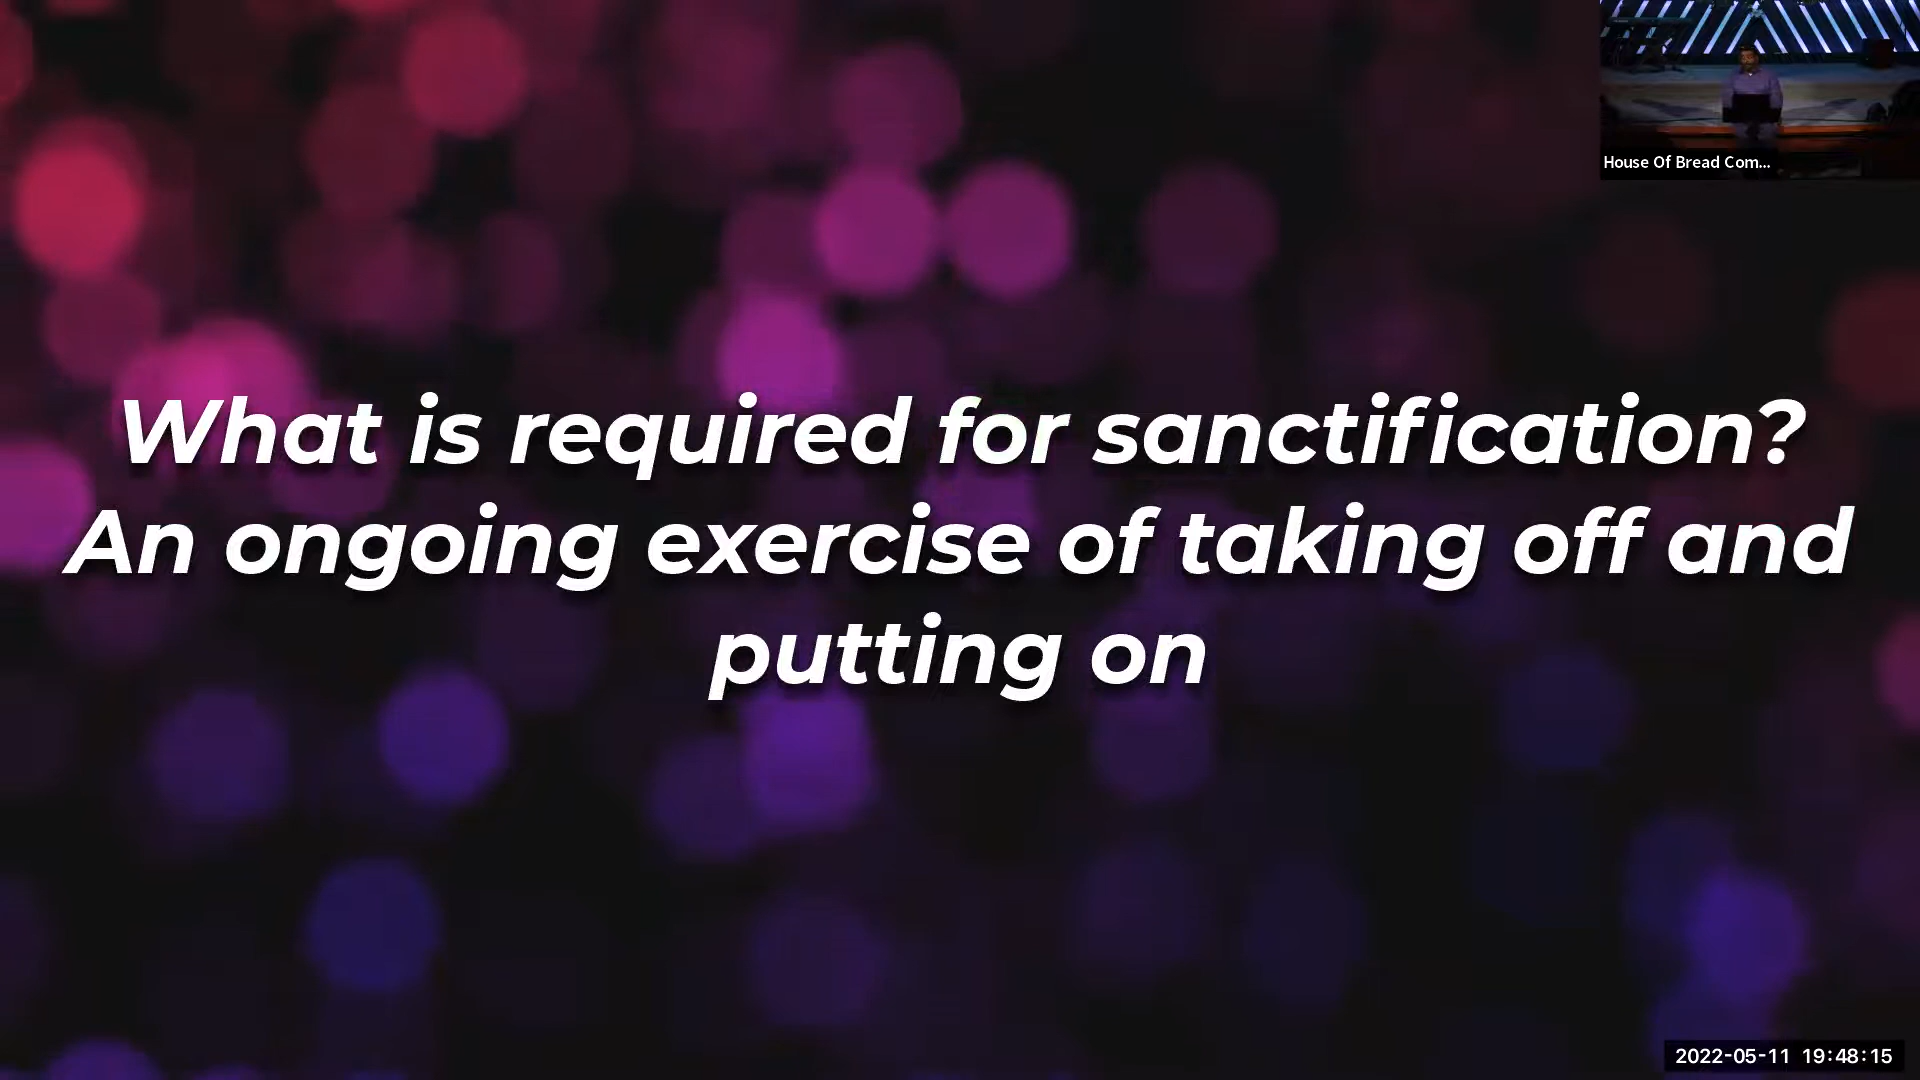 House Of Bread Com...
What is required for sanctification?
An ongoing exercise of taking off and
putting on
2022-05-11 19:48:15